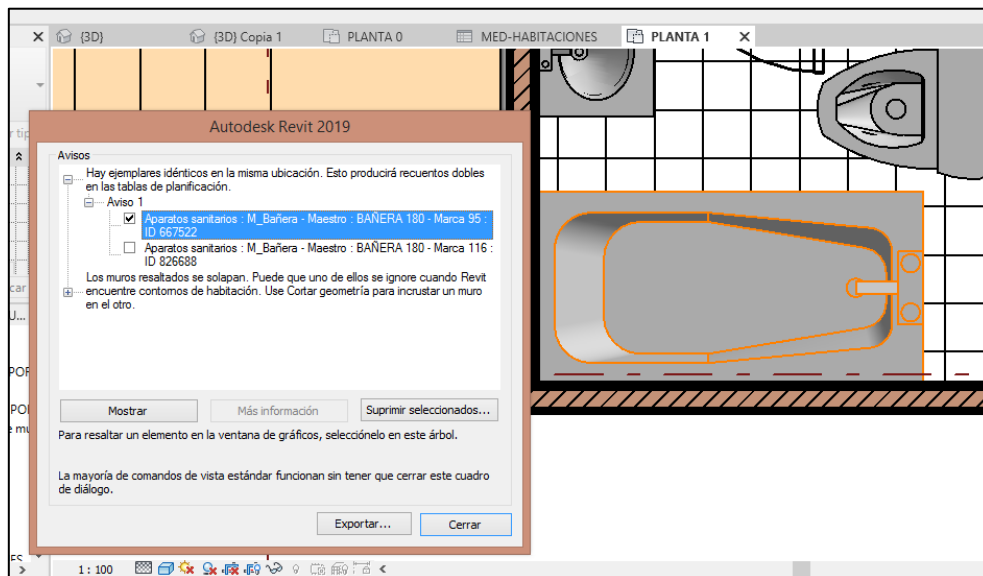 {3D}
{3D} Copia 1
PLANTA 0
MED-HABITACIONES
PLANTA 1
Autodesk Revit 2019
Avisos
Hay ejemplares idénticos en la misma ubicación. Esto producirá recuentos dobles
en las tablas de planificación.
Aviso 1
Aparatos sanitarios : M_Bañera - Maestro : BAÑERA 180 - Marca 95 :
ID 667522
Aparatos sanitarios : M_Bañera - Maestro : BAÑERA 180 - Marca 116 :
ID 826688
Los muros resaltados se solapan. Puede que uno de ellos se ignore cuando Revit
encuentre contornos de habitación. Use Cortar geometría para incrustar un muro
en el otro.
Mostrar
Más información
Suprimir seleccionados...
Para resaltar un elemento en la ventana de gráficos, selecciónelo en este árbol.
La mayoría de comandos de vista estándar funcionan sin tener que cerrar este cuadro
de diálogo.
Exportar...
Cerrar
1 : 100